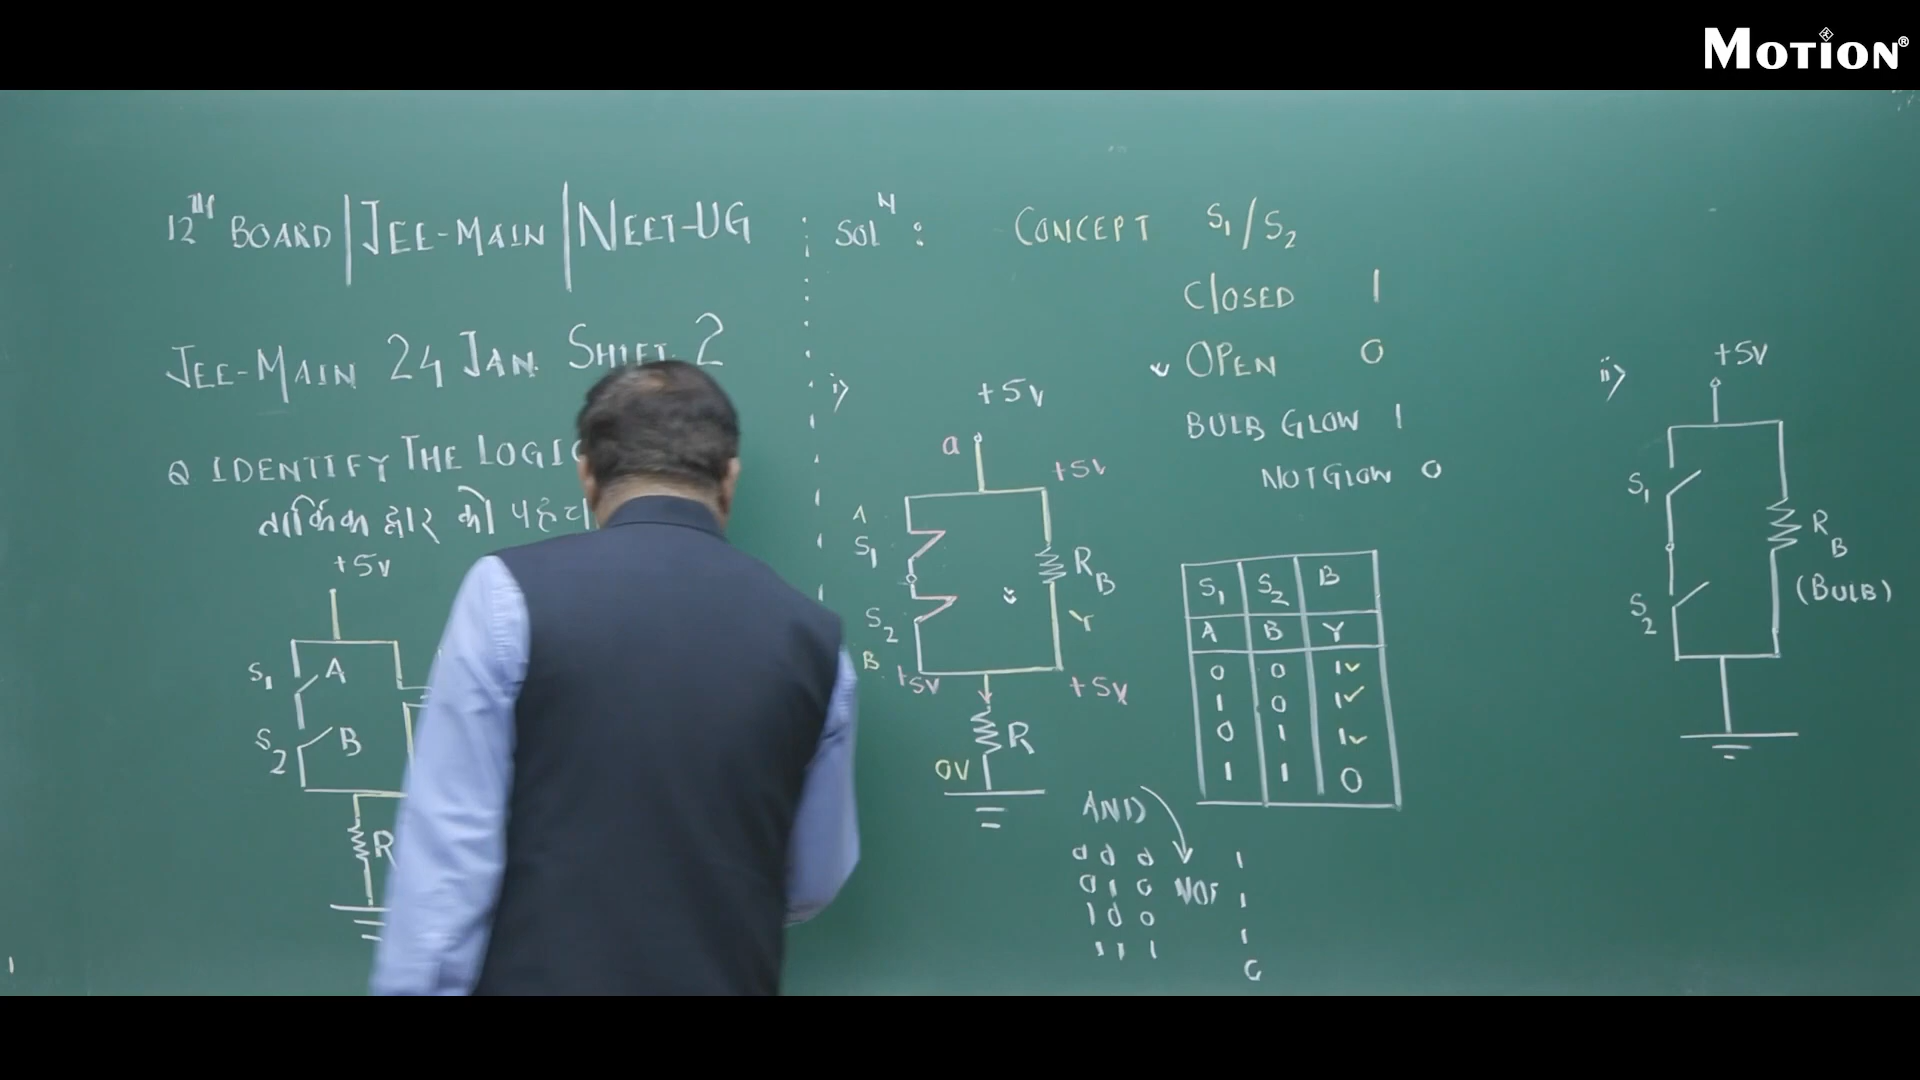 MOTION®
12TH BOARD | JEE-MAIN | NEET-UG
JEE-MAIN 24 JAN. SHIFT 2
Q IDENTIFY THE LOGIC
तार्किक द्वार को
+5V
S1 A
S2 B
R
SolN :
CONCEPT S1/S2
CLOSED 1
OPEN 0
BULB GLOW 1
NOT GLOW 0
i)
+5V
a
+5V
A
S1
RB
S2
Y
B
+5V
+5V
R
0V
S1 S2 B
A B Y
0 0 1
1 0 1
0 1 1
1 1 0
AND
0 0 0 1
0 1 0 NOT 1
1 0 0 1
1 1 1 0
ii)
+5V
S1
RB
(BULB)
S2